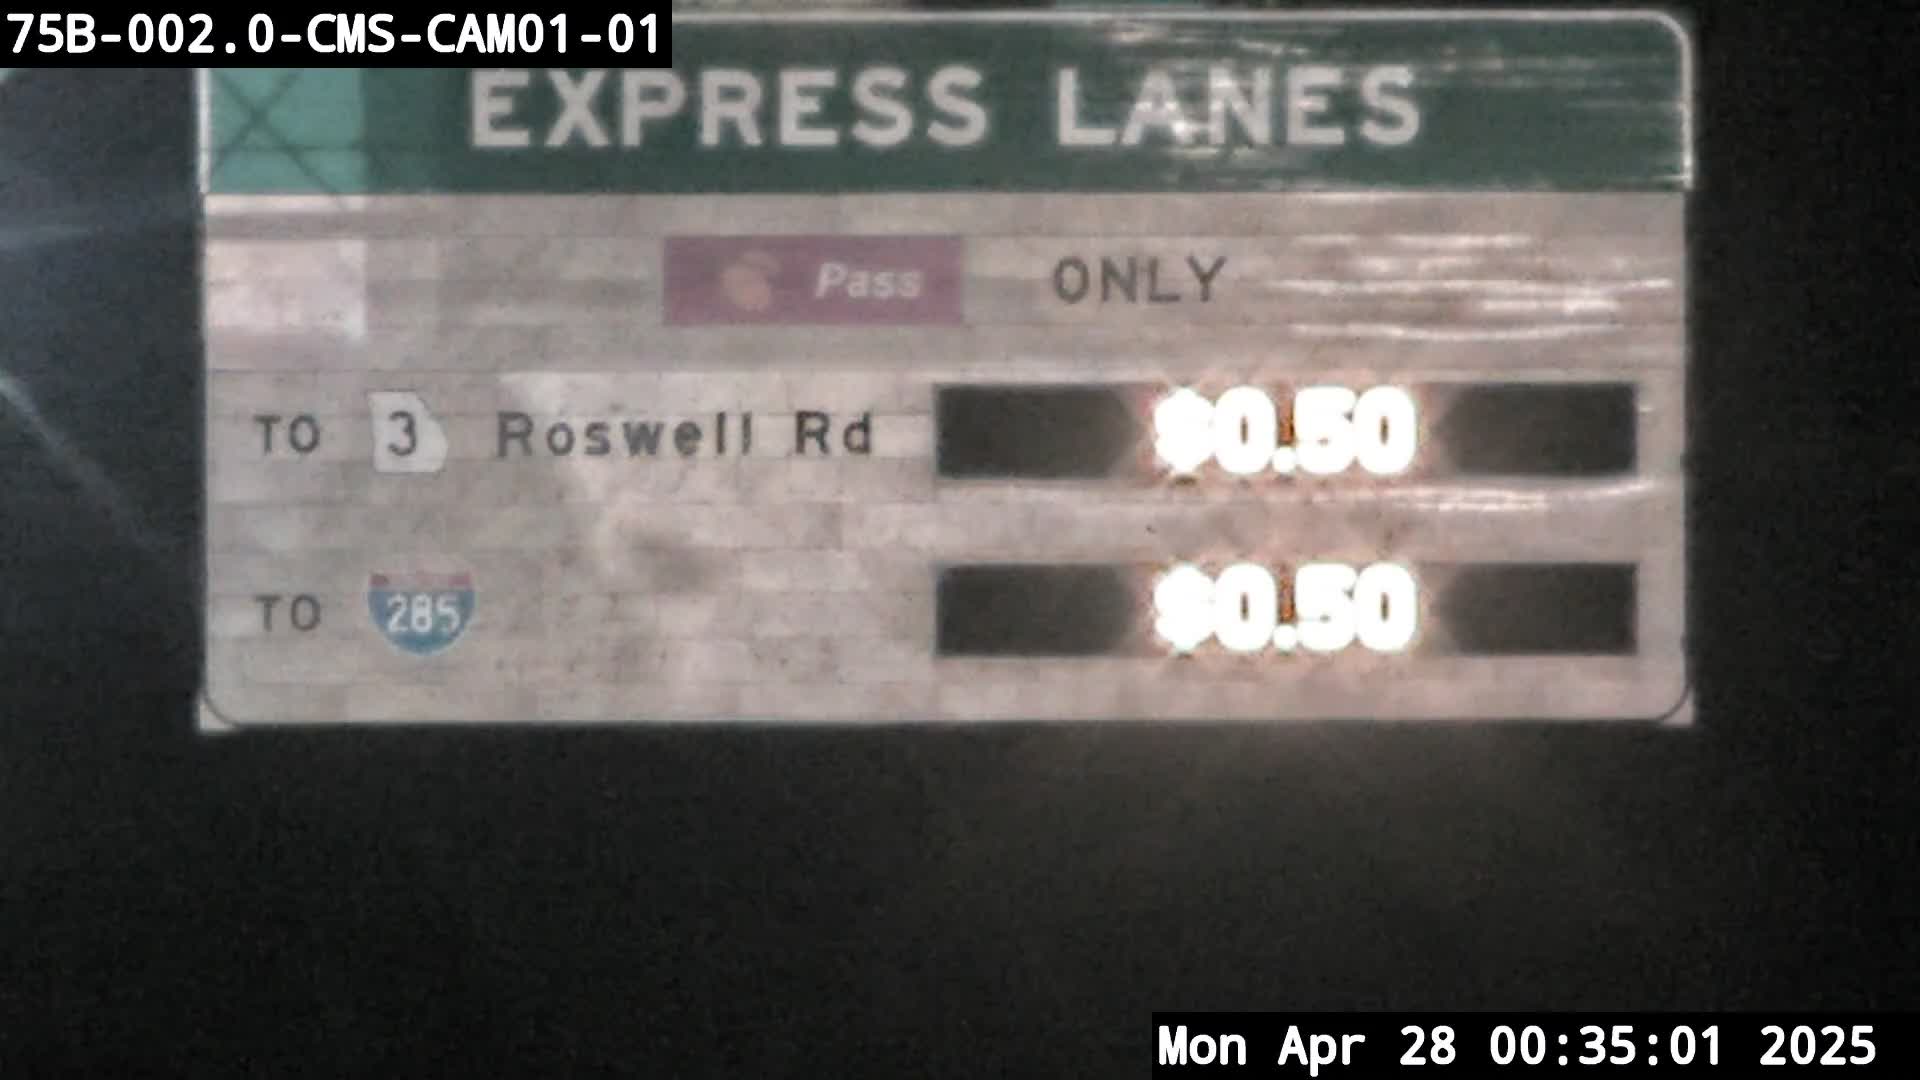 75B-002.0-CMS-CAM01-01
EXPRESS LANES
Pass ONLY
TO 3 Roswell Rd $0.50
TO 285 $0.50
Mon Apr 28 00:35:01 2025